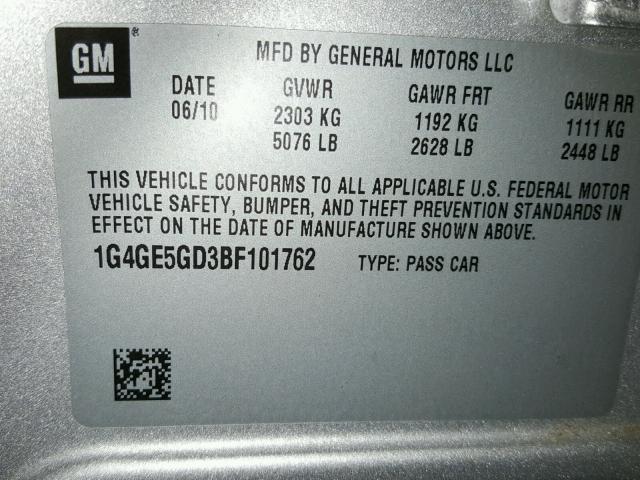 GM
MFD BY GENERAL MOTORS LLC
DATE GVWR GAWR FRT GAWR RR
06/10 2303 KG 1192 KG 1111 KG
5076 LB 2628 LB 2448 LB
THIS VEHICLE CONFORMS TO ALL APPLICABLE U.S. FEDERAL MOTOR
VEHICLE SAFETY, BUMPER, AND THEFT PREVENTION STANDARDS IN
EFFECT ON THE DATE OF MANUFACTURE SHOWN ABOVE.
1G4GE5GD3BF101762 TYPE: PASS CAR